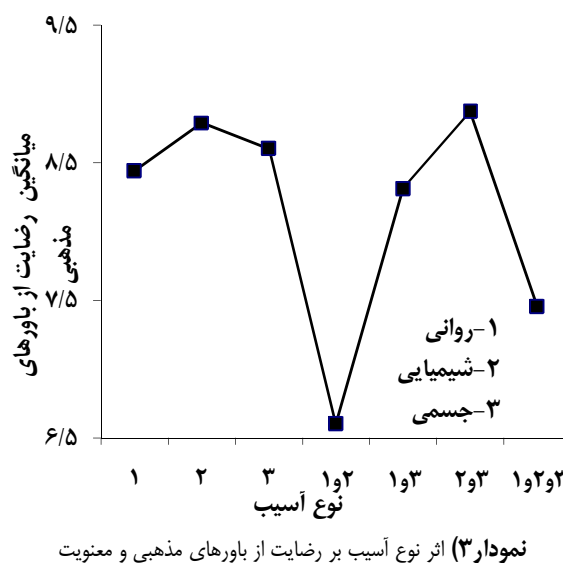 ۹/۵
۸/۵
۷/۵
۶/۵
میانگین رضایت از باورهای
مذهبی
۱-روانی
۲-شیمیایی
۳-جسمی
۱ ۲ ۳ ۱و۲ ۱و۳ ۲و۳ ۱و۲و۳
نوع آسیب
نمودار۳) اثر نوع آسیب بر رضایت از باورهای مذهبی و معنویت